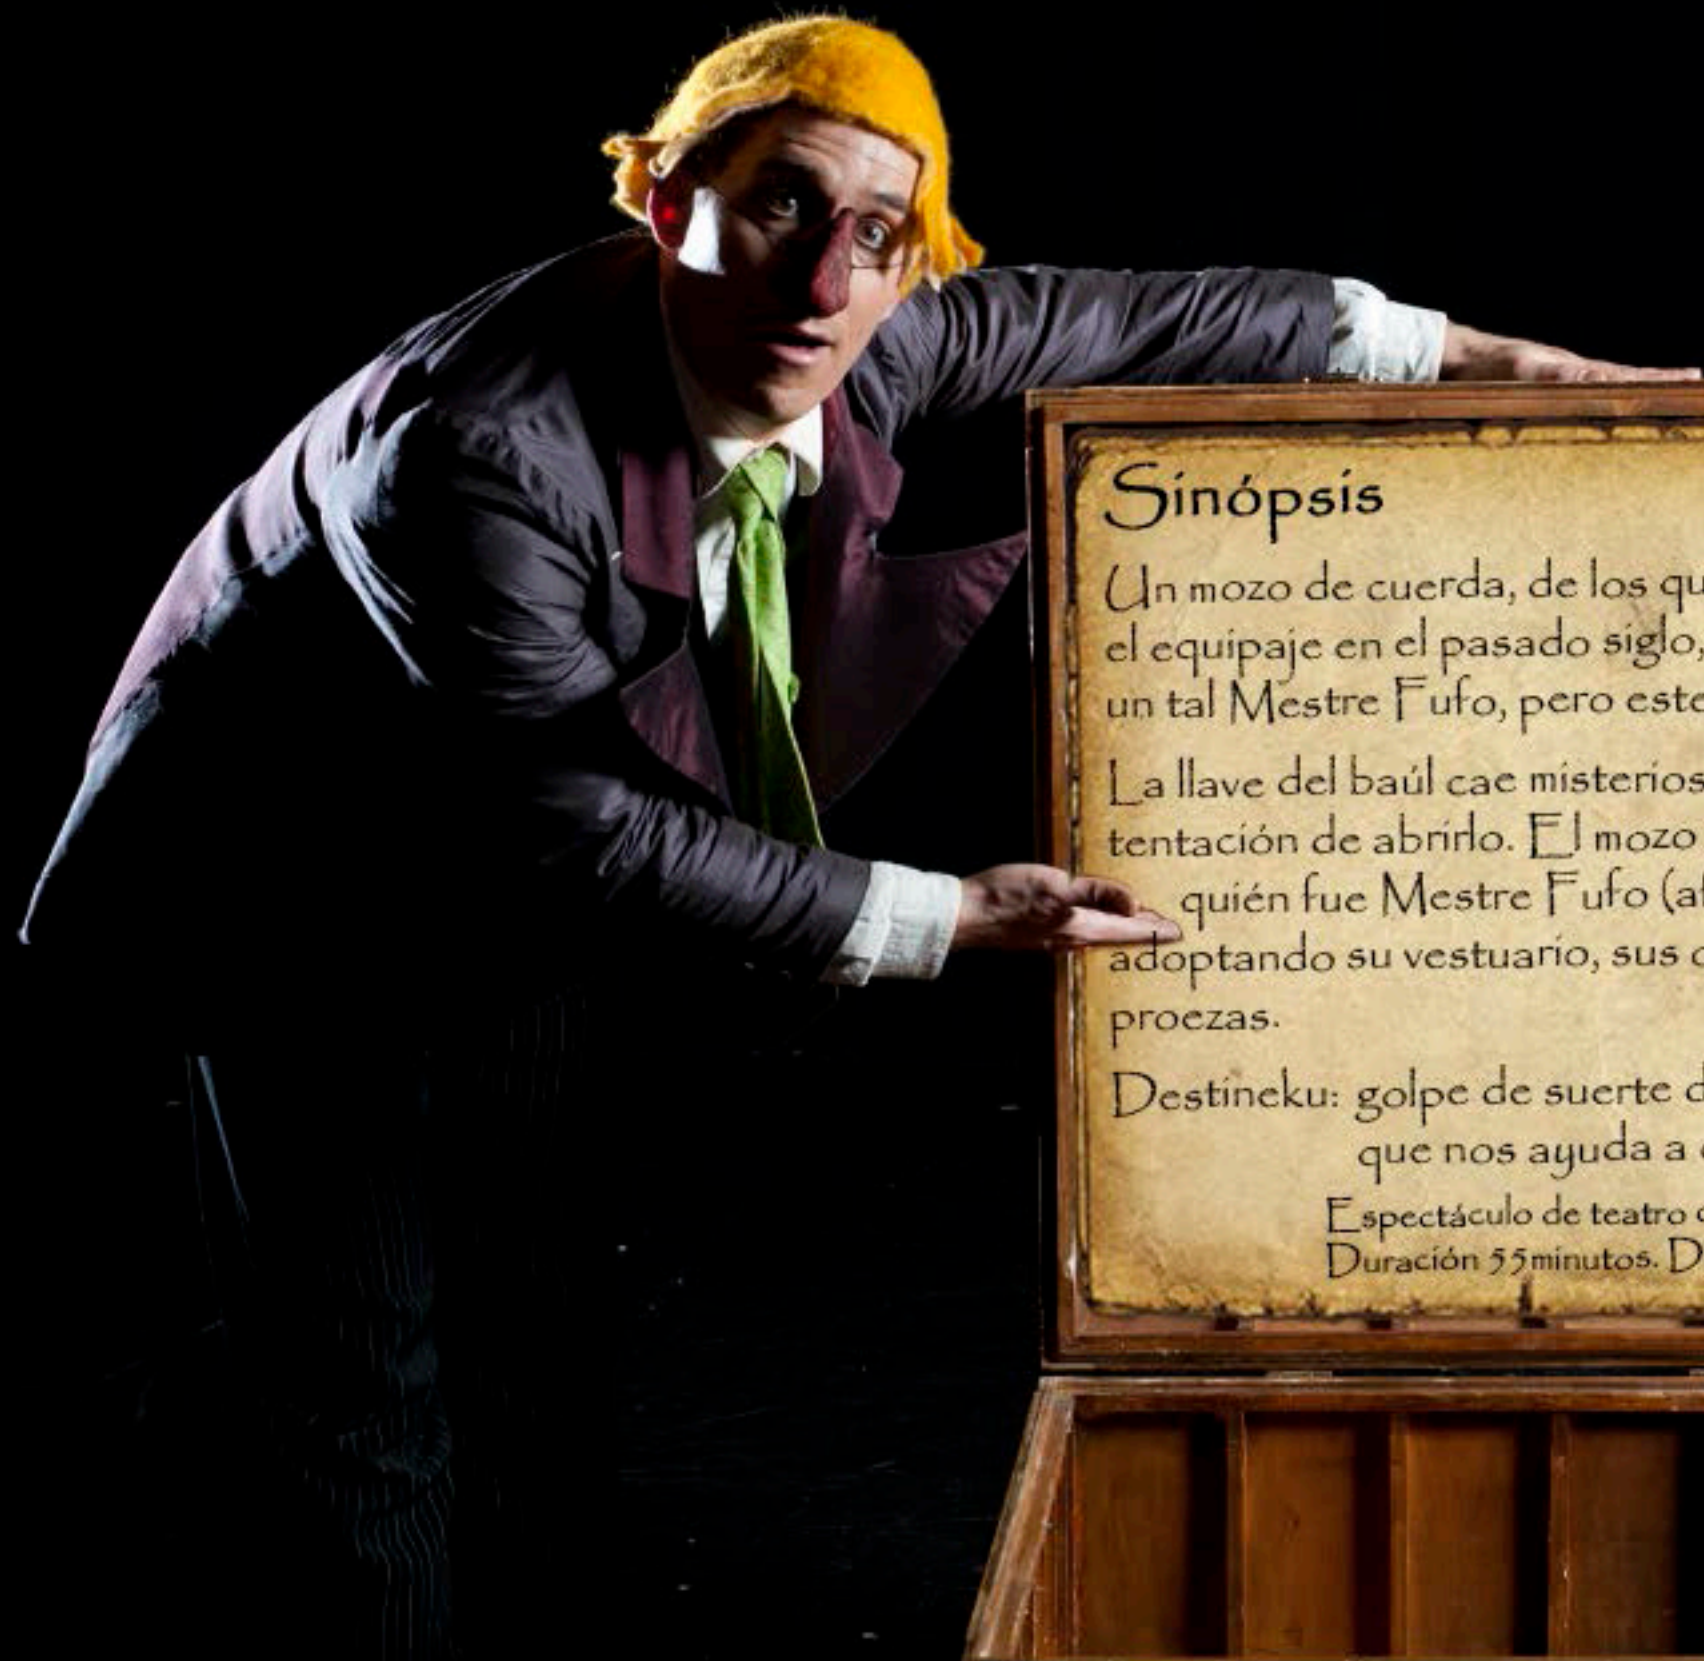 Sinópsis
Un mozo de cuerda, de los qu
el equipaje en el pasado siglo,
un tal Mestre Fufo, pero este
La llave del baúl cae misterios
tentación de abrirlo. El mozo
quién fue Mestre Fufo (a
adoptando su vestuario, sus
proezas.
Destineku: golpe de suerte d
que nos ayuda a
Espectáculo de teatro
Duración 55minutos. D